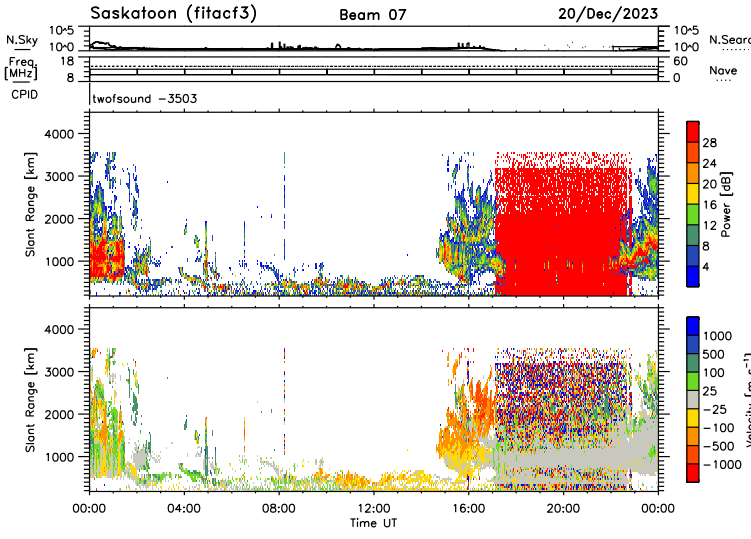 Saskatoon (fitacf3) Beam 07 20/Dec/2023
N.Sky 10^5 10^0 10^5 10^0 N.Searc
Freq. [MHz] 18 8 60 0 Nave
CPID twofsound -3503
4000
3000
2000
1000
Slant Range [km]
28
24
20
16
12
8
4
Power [dB]
4000
3000
2000
1000
Slant Range [km]
1000
500
100
25
-25
-100
-500
-1000
Velocity [m s^-1]
00:00 04:00 08:00 12:00 16:00 20:00 00:00
Time UT